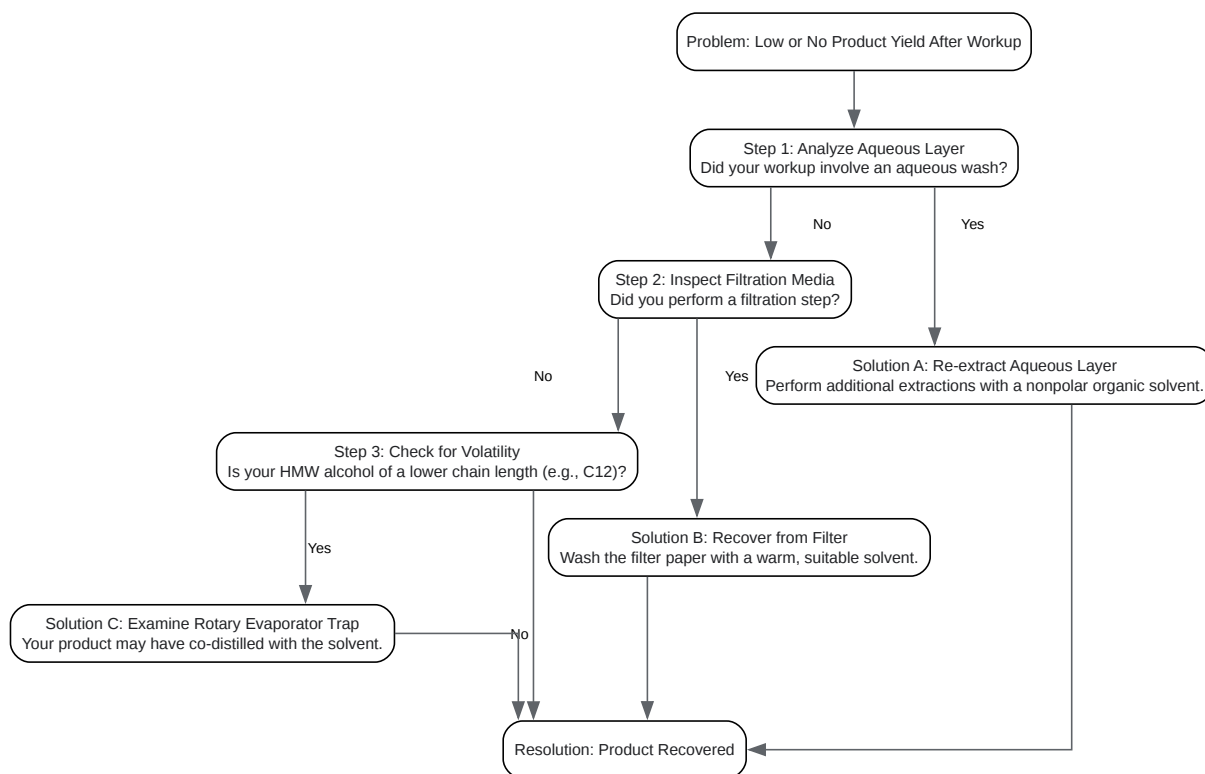 Problem: Low or No Product Yield After Workup
Step 1: Analyze Aqueous Layer
Did your workup involve an aqueous wash?
No
Yes
Step 2: Inspect Filtration Media
Did you perform a filtration step?
No
Yes
Solution A: Re-extract Aqueous Layer
Perform additional extractions with a nonpolar organic solvent.
Step 3: Check for Volatility
Is your HMW alcohol of a lower chain length (e.g., C12)?
Yes
Solution B: Recover from Filter
Wash the filter paper with a warm, suitable solvent.
Solution C: Examine Rotary Evaporator Trap
Your product may have co-distilled with the solvent.
No
Resolution: Product Recovered